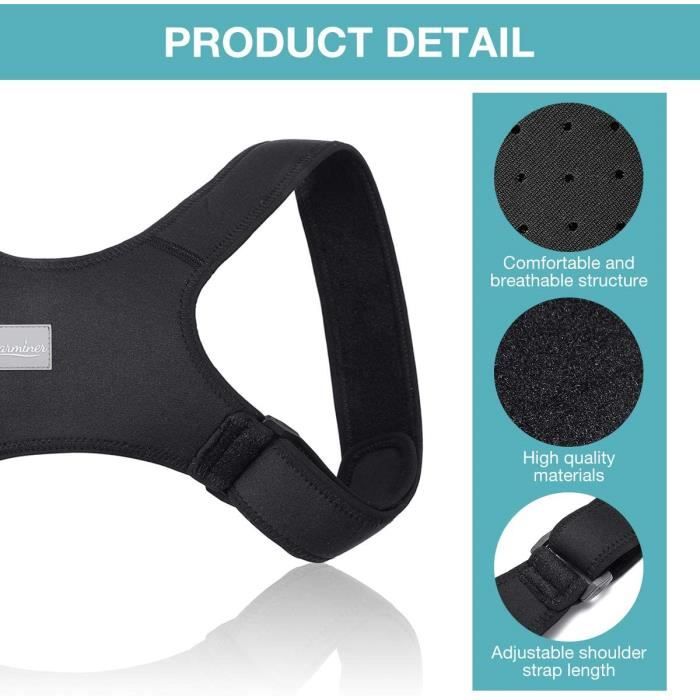 PRODUCT DETAIL
Comfortable and
breathable structure
High quality
materials
Adjustable shoulder
strap length